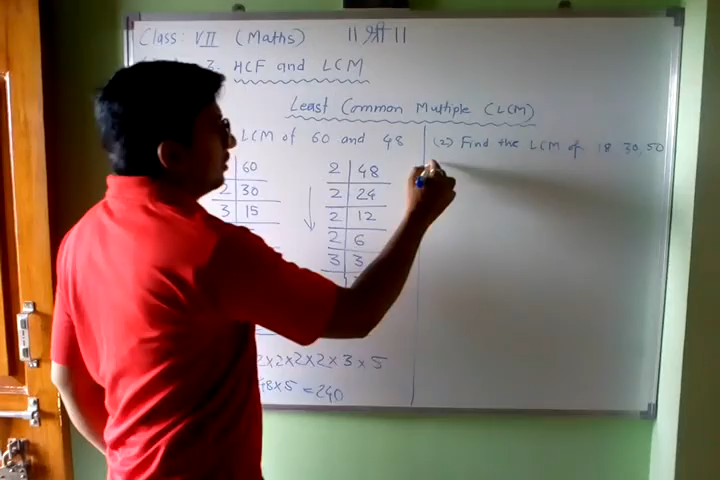 Class: VII (Maths) || श्री ||
3. HCF and LCM
Least Common Multiple (LCM)
LCM of 60 and 48
60
2 30
3 15
2 48
2 24
2 12
2 6
3 3
2×2×2×2×3×5
48×5 = 240
(2) Find the LCM of 18 30, 50